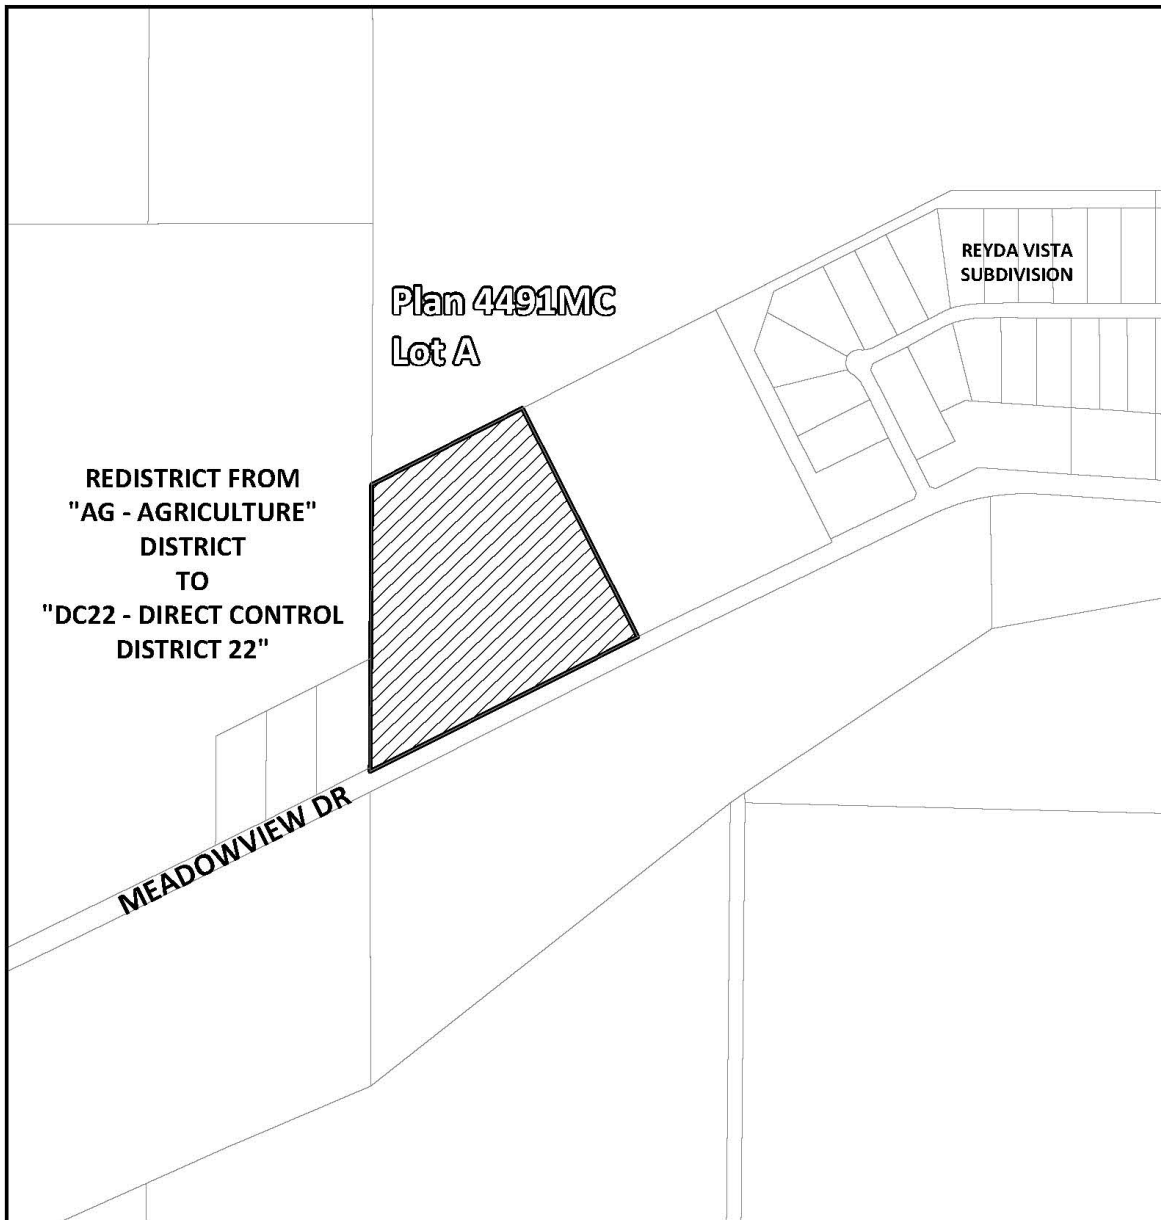 REYDA VISTA
SUBDIVISION
Plan 4491MC
Lot A
REDISTRICT FROM
"AG - AGRICULTURE"
DISTRICT
TO
"DC22 - DIRECT CONTROL
DISTRICT 22"
MEADOWVIEW DR